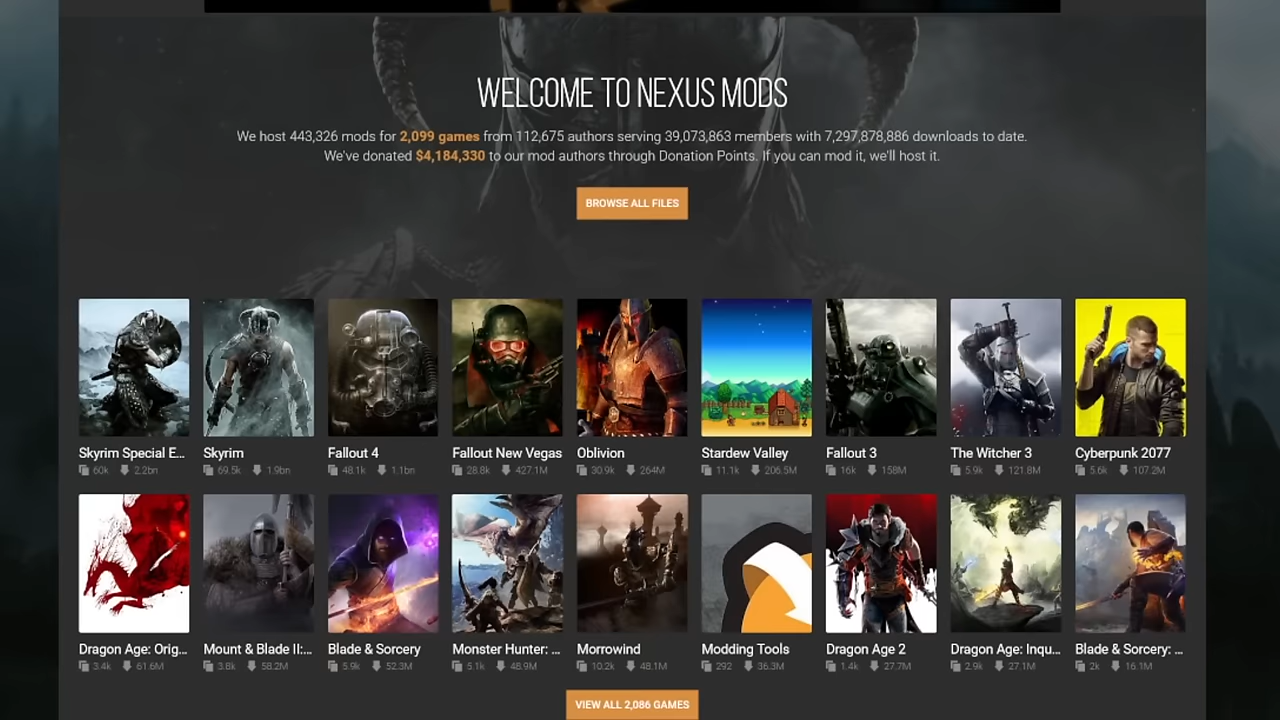 WELCOME TO NEXUS MODS
We host 443,326 mods for 2,099 games from 112,675 authors serving 39,073,863 members with 7,297,878,886 downloads to date.
We've donated $4,184,330 to our mod authors through Donation Points. If you can mod it, we'll host it.
BROWSE ALL FILES
Skyrim Special E... Skyrim Fallout 4 Fallout New Vegas Oblivion Stardew Valley Fallout 3 The Witcher 3 Cyberpunk 2077
60k 2.2bn 69.5k 1.9bn 48.1k 1.1bn 28.8k 427.1M 30.9k 264M 11.1k 206.5M 16k 158M 5.9k 121.8M 5.6k 107.2M
Dragon Age: Orig... Mount & Blade II:... Blade & Sorcery Monster Hunter: ... Morrowind Modding Tools Dragon Age 2 Dragon Age: Inqu... Blade & Sorcery: ...
3.4k 61.6M 3.8k 58.2M 5.9k 52.3M 5.1k 48.9M 10.2k 48.1M 292 36.3M 1.4k 27.7M 2.9k 27.1M 2k 16.1M
VIEW ALL 2,086 GAMES